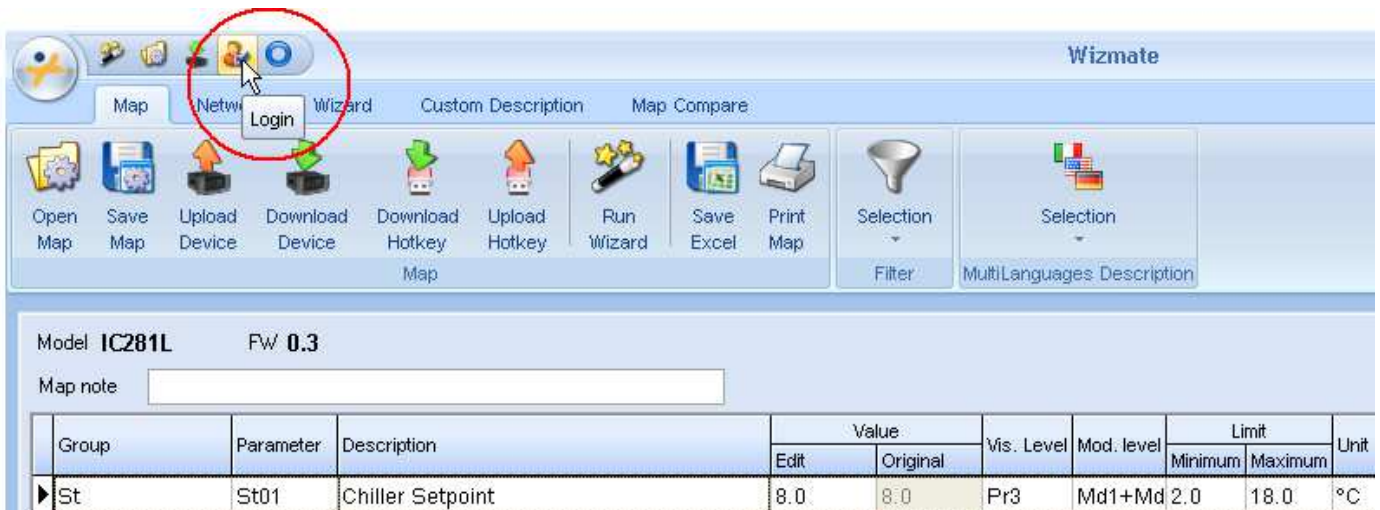 Wizmate
Map Wizard Custom Description Map Compare
Login
Open Map Save Map Upload Device Download Device Download Hotkey Upload Hotkey Run Wizard Save Excel Print Map Selection Selection
Map Filter MultiLanguages Description
Model IC281L FW 0.3
Map note
Group Parameter Description Value Vis. Level Mod. level Limit Unit
Edit Original Minimum Maximum
St St01 Chiller Setpoint 8.0 8.0 Pr3 Md1+Md 2.0 18.0 °C